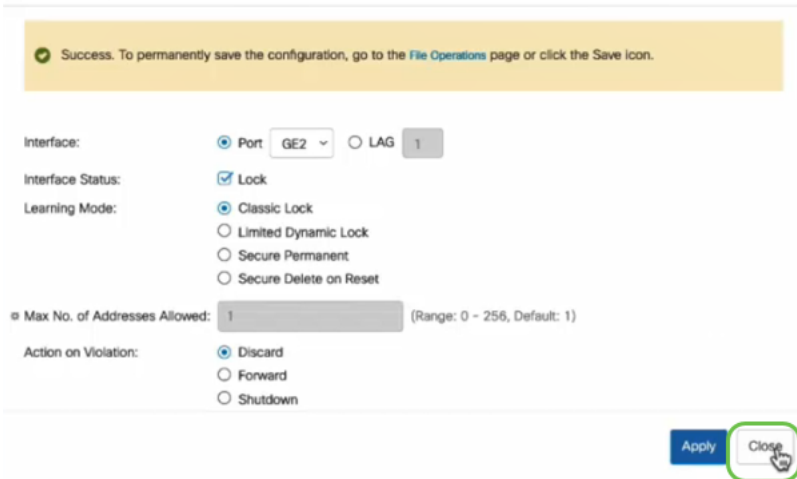 Success. To permanently save the configuration, go to the File Operations page or click the Save icon.
Interface: Port GE2 LAG 1
Interface Status: Lock
Learning Mode: Classic Lock
Limited Dynamic Lock
Secure Permanent
Secure Delete on Reset
Max No. of Addresses Allowed: 1 (Range: 0 - 256, Default: 1)
Action on Violation: Discard
Forward
Shutdown
Apply Close